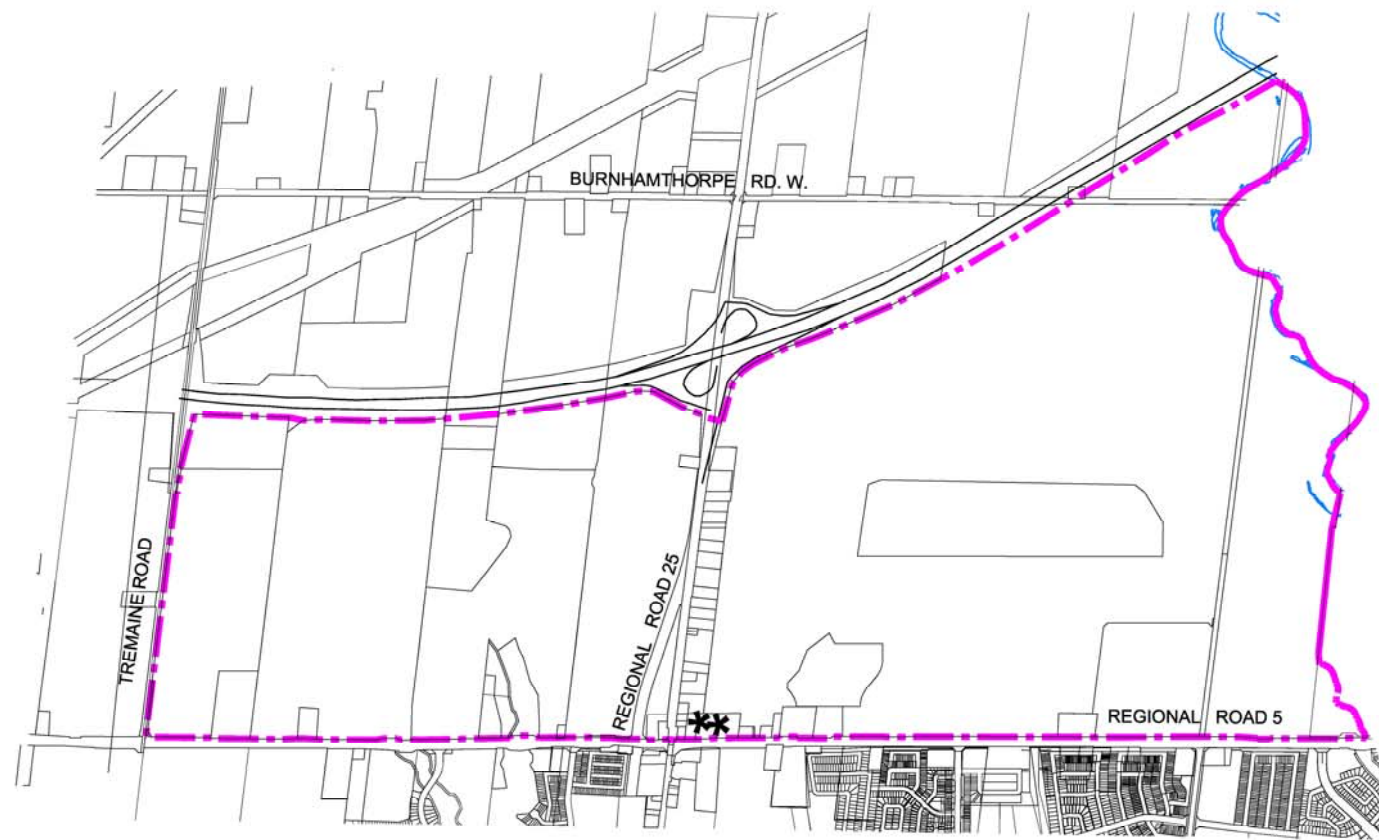 BURNHAMTHORPE RD. W.
TREMAINE ROAD
REGIONAL ROAD 25
REGIONAL ROAD 5
**